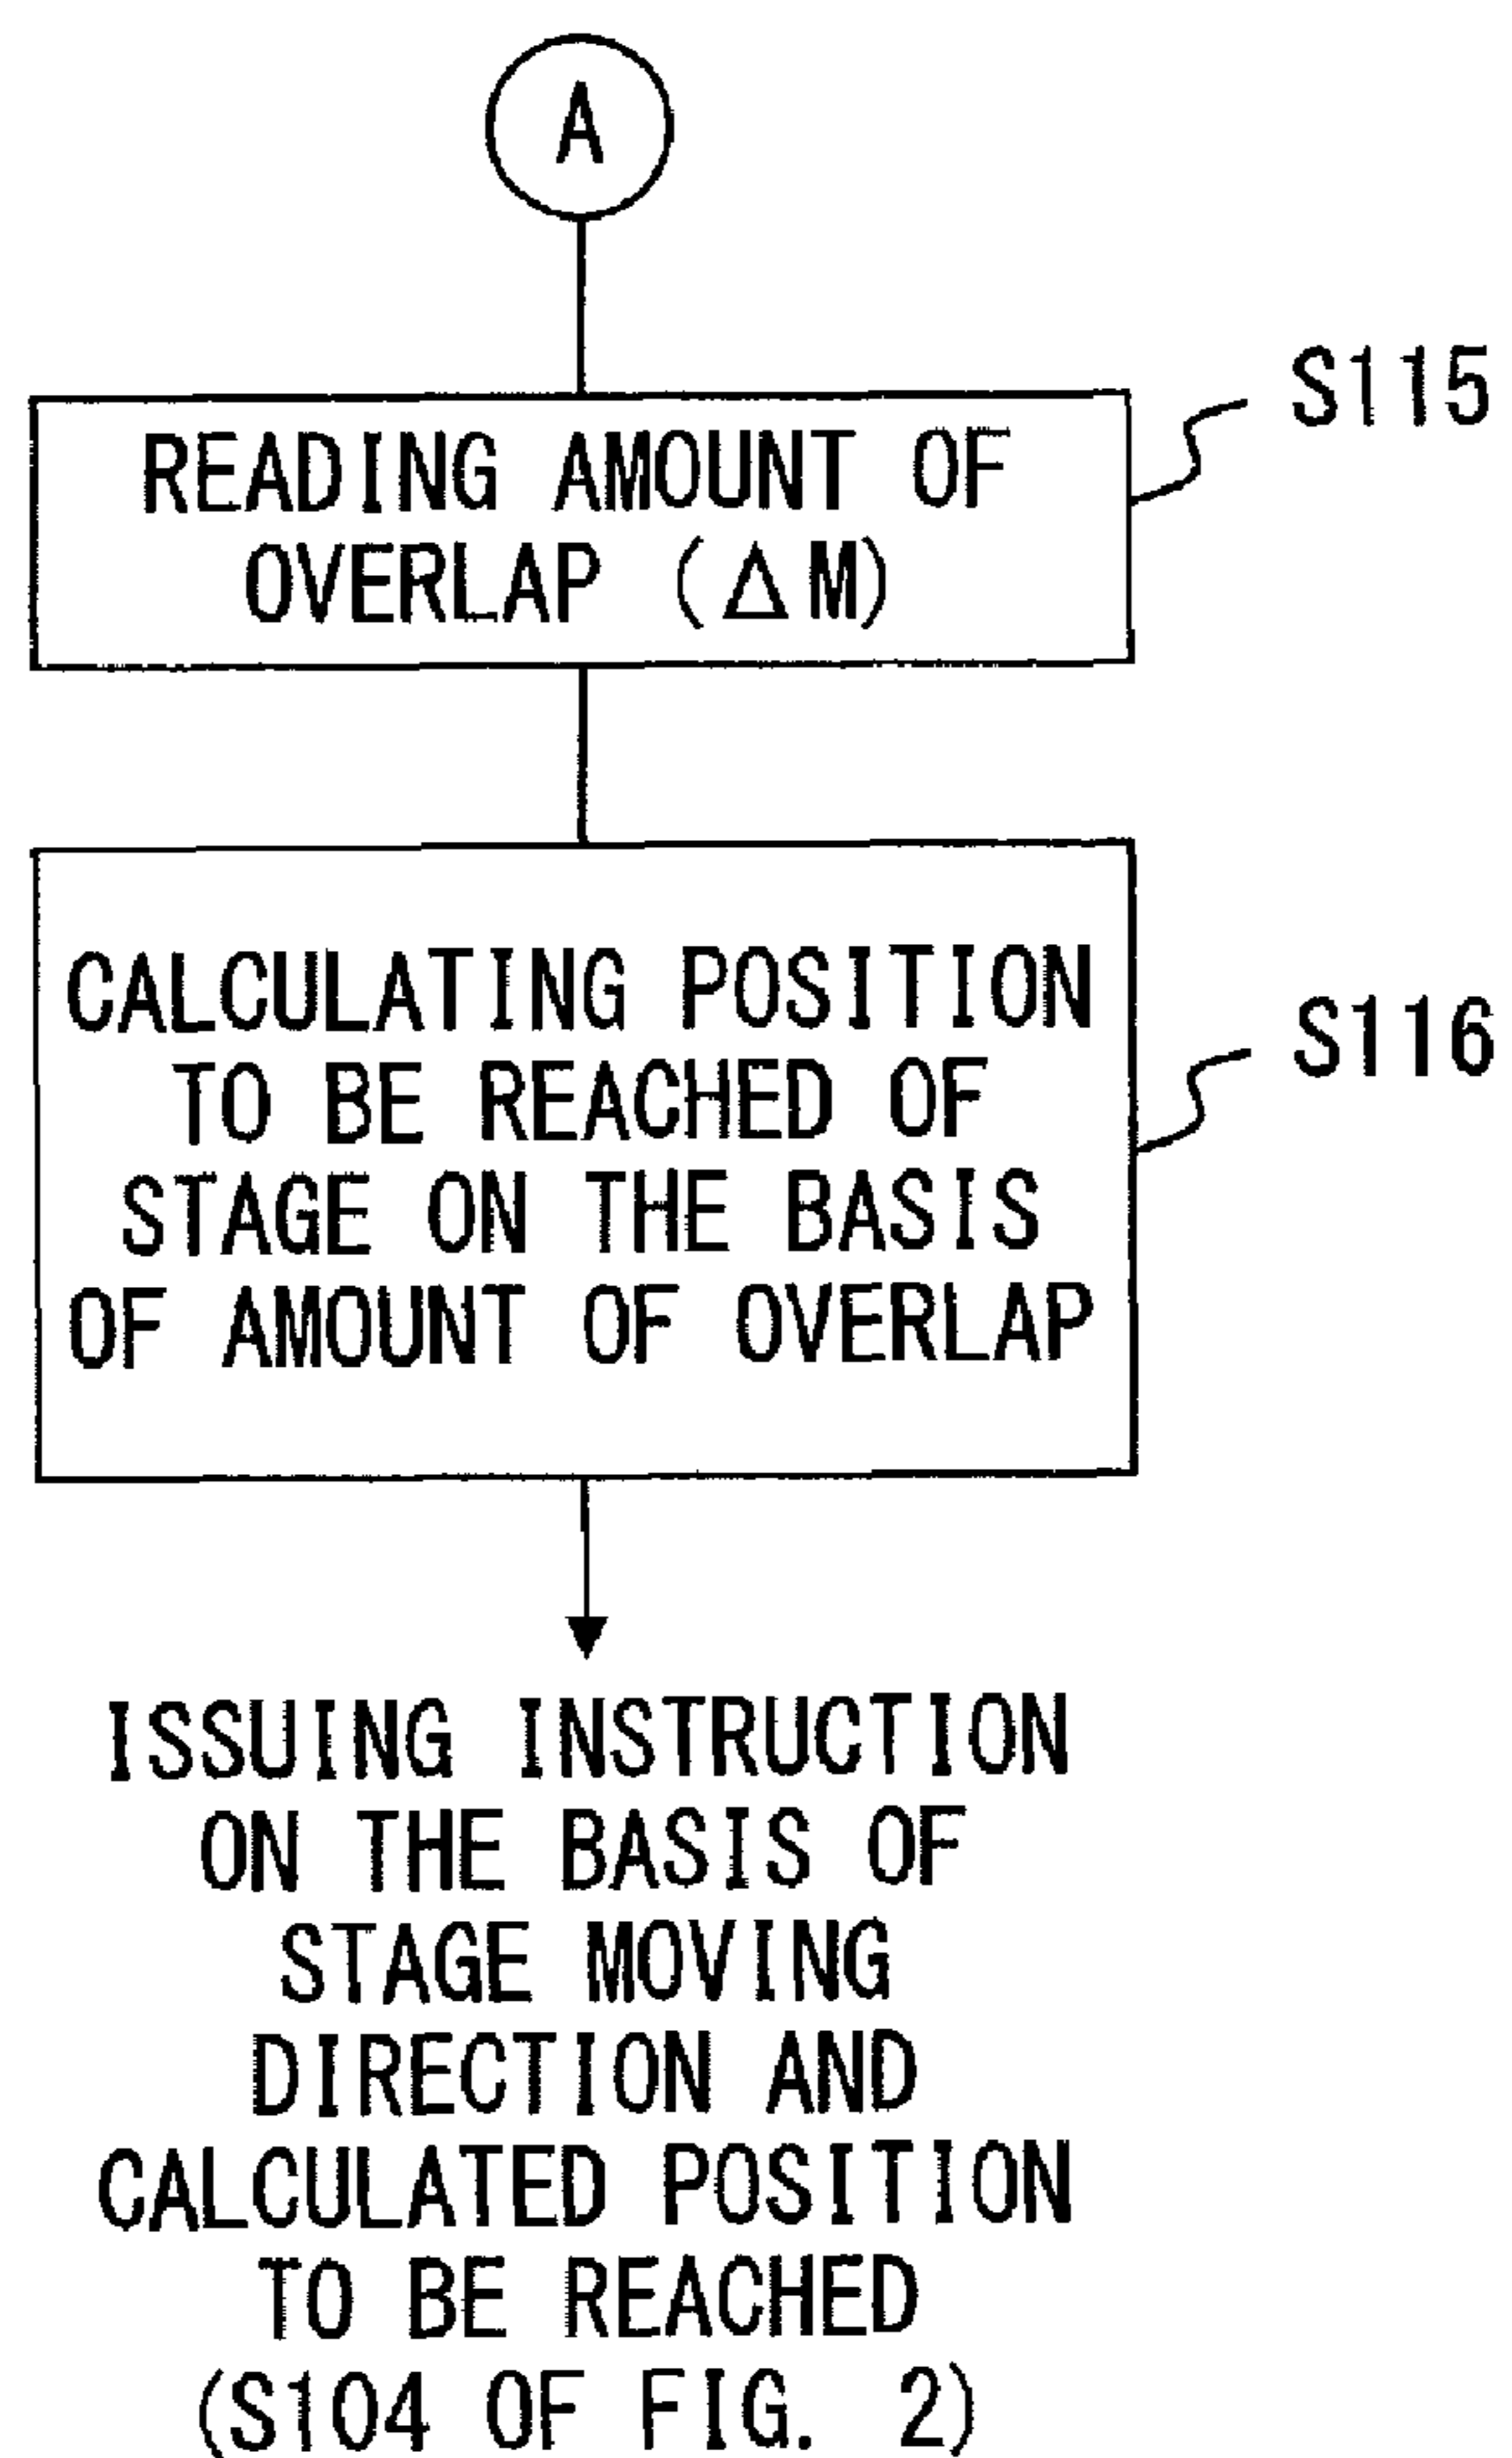 A
S115
READING AMOUNT OF
OVERLAP (ΔM)
CALCULATING POSITION
TO BE REACHED OF
STAGE ON THE BASIS
OF AMOUNT OF OVERLAP
S116
ISSUING INSTRUCTION
ON THE BASIS OF
STAGE MOVING
DIRECTION AND
CALCULATED POSITION
TO BE REACHED
(S104 OF FIG. 2)